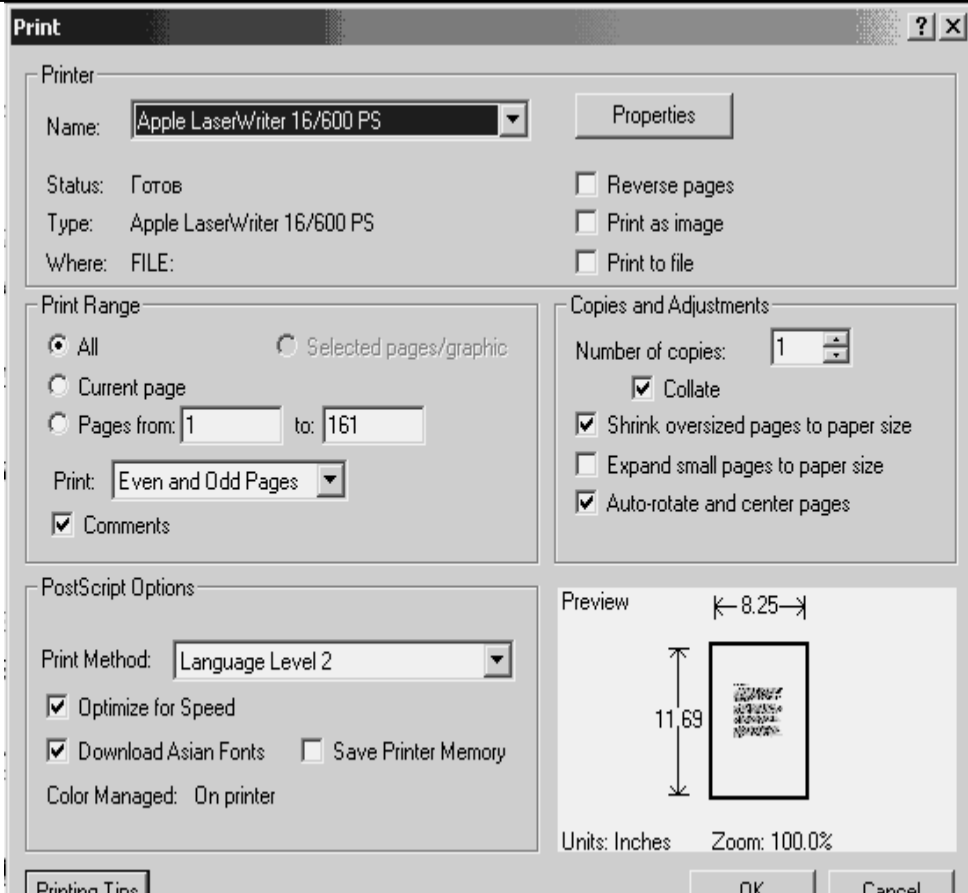 Print
Printer
Name: Apple LaserWriter 16/600 PS Properties
Status: Готов Reverse pages
Type: Apple LaserWriter 16/600 PS Print as image
Where: FILE: Print to file
Print Range
All Selected pages/graphic
Current page
Pages from: 1 to: 161
Print: Even and Odd Pages
Comments
Copies and Adjustments
Number of copies: 1
Collate
Shrink oversized pages to paper size
Expand small pages to paper size
Auto-rotate and center pages
PostScript Options
Print Method: Language Level 2
Optimize for Speed
Download Asian Fonts Save Printer Memory
Color Managed: On printer
Preview 8.25
11.69
Units: Inches Zoom: 100.0%
Printing Tips OK Cancel